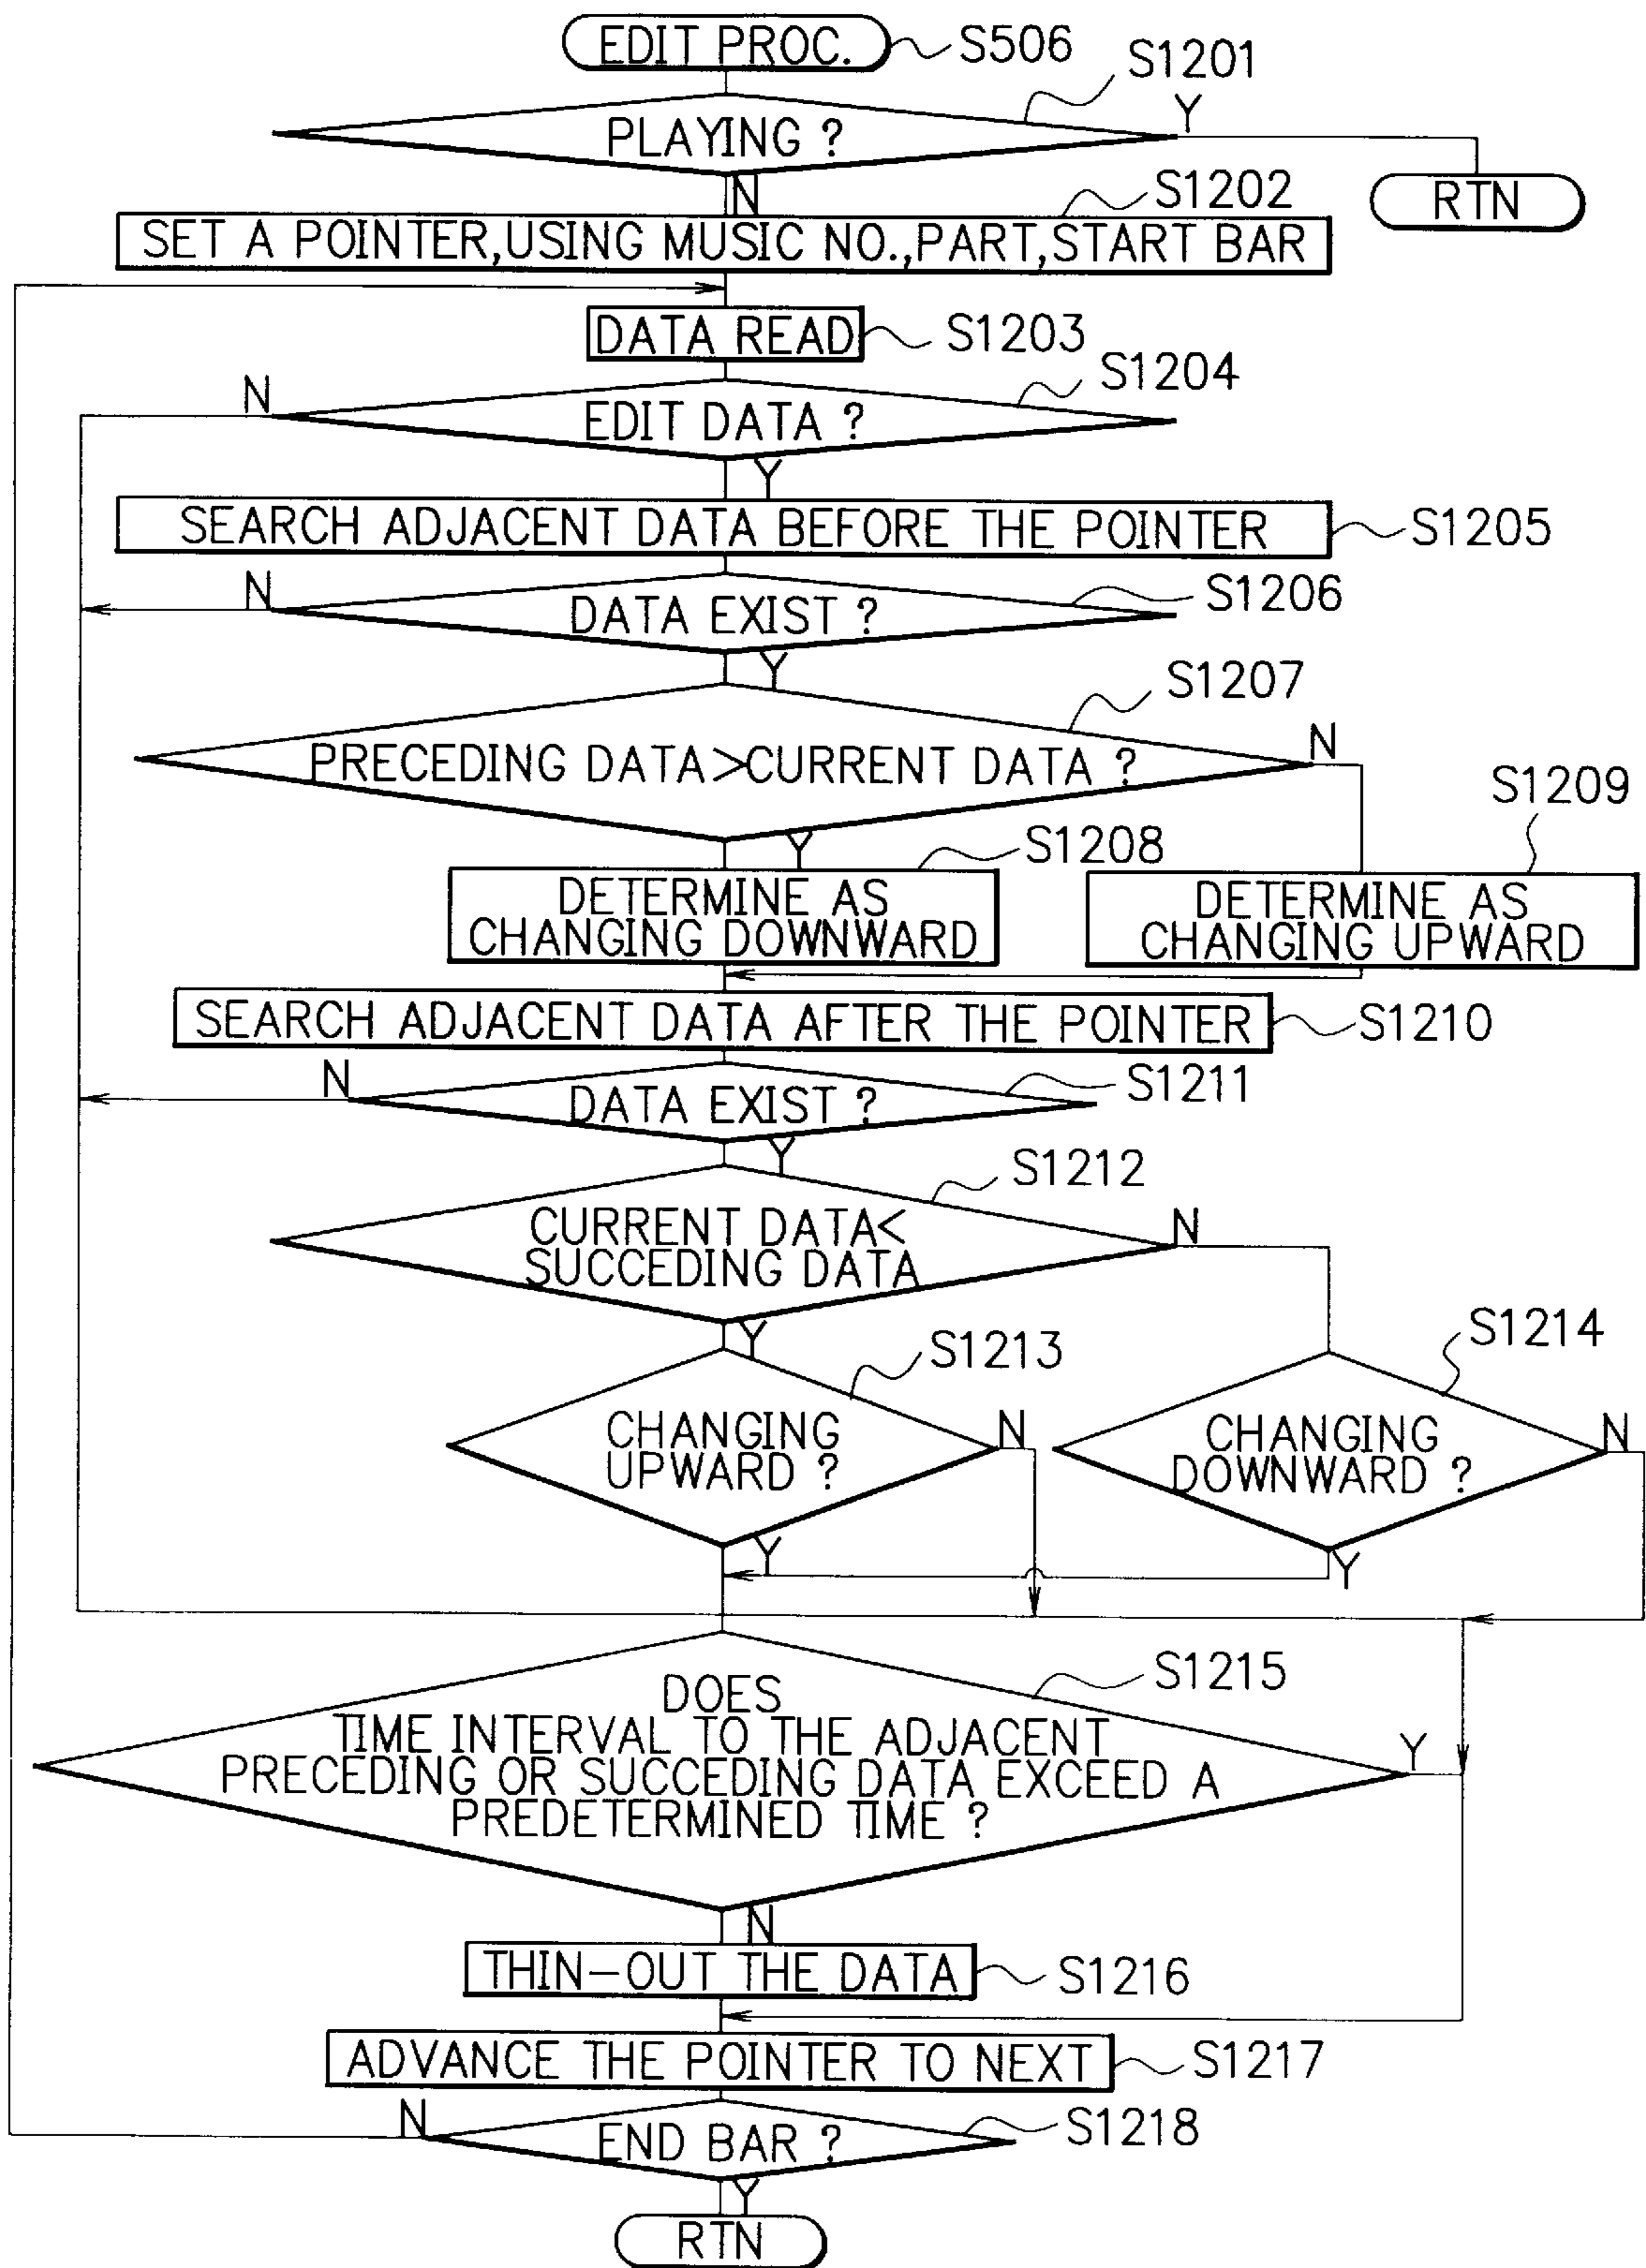 EDIT PROC.
S506
S1201
PLAYING ?
Y
N
RTN
S1202
SET A POINTER,USING MUSIC NO.,PART,START BAR
DATA READ
S1203
S1204
N
EDIT DATA ?
Y
SEARCH ADJACENT DATA BEFORE THE POINTER
S1205
N
DATA EXIST ?
S1206
Y
S1207
PRECEDING DATA>CURRENT DATA ?
N
Y
S1208
S1209
DETERMINE AS
CHANGING DOWNWARD
DETERMINE AS
CHANGING UPWARD
SEARCH ADJACENT DATA AFTER THE POINTER
S1210
N
DATA EXIST ?
S1211
Y
S1212
CURRENT DATA<
SUCCEDING DATA
N
Y
S1213
S1214
CHANGING
UPWARD ?
N
Y
CHANGING
DOWNWARD ?
N
Y
S1215
DOES
TIME INTERVAL TO THE ADJACENT
PRECEDING OR SUCCEDING DATA EXCEED A
PREDETERMINED TIME ?
Y
N
THIN-OUT THE DATA
S1216
ADVANCE THE POINTER TO NEXT
S1217
N
END BAR ?
S1218
Y
RTN